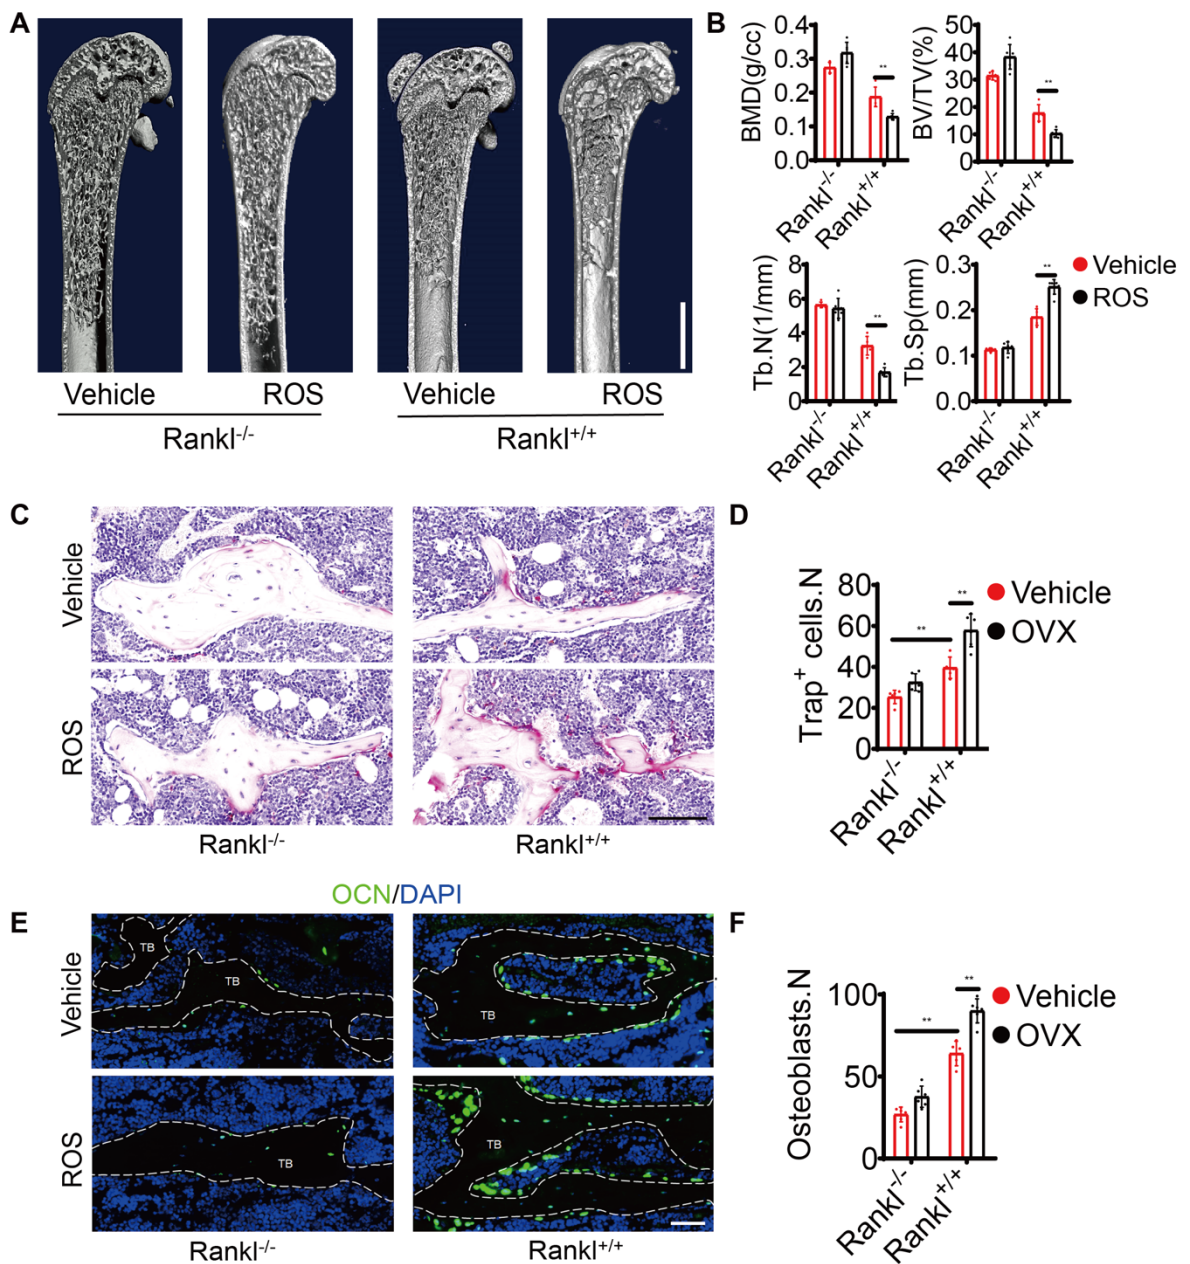 A
Vehicle ROS Vehicle ROS
Rankl-/- Rankl+/+
B
BMD(g/cc)
0.4
0.3
0.2
0.1
0.0
**
Rankl-/-
Rankl+/+
BV/TV(%)
50
40
30
20
10
0
**
Rankl-/-
Rankl+/+
Tb.N(1/mm)
8
6
4
2
0
**
Rankl-/-
Rankl+/+
Tb.Sp(mm)
0.3
0.2
0.1
0.0
**
Rankl-/-
Rankl+/+
Vehicle
ROS
C
Vehicle
ROS
Rankl-/- Rankl+/+
D
Trap+ cells.N
80
60
40
20
0
**
**
Rankl-/-
Rankl+/+
Vehicle
OVX
OCN/DAPI
E
Vehicle
TB
TB
TB
ROS
TB
TB
Rankl-/- Rankl+/+
F
Osteoblasts.N
100
50
0
**
**
Rankl-/-
Rankl+/+
Vehicle
OVX